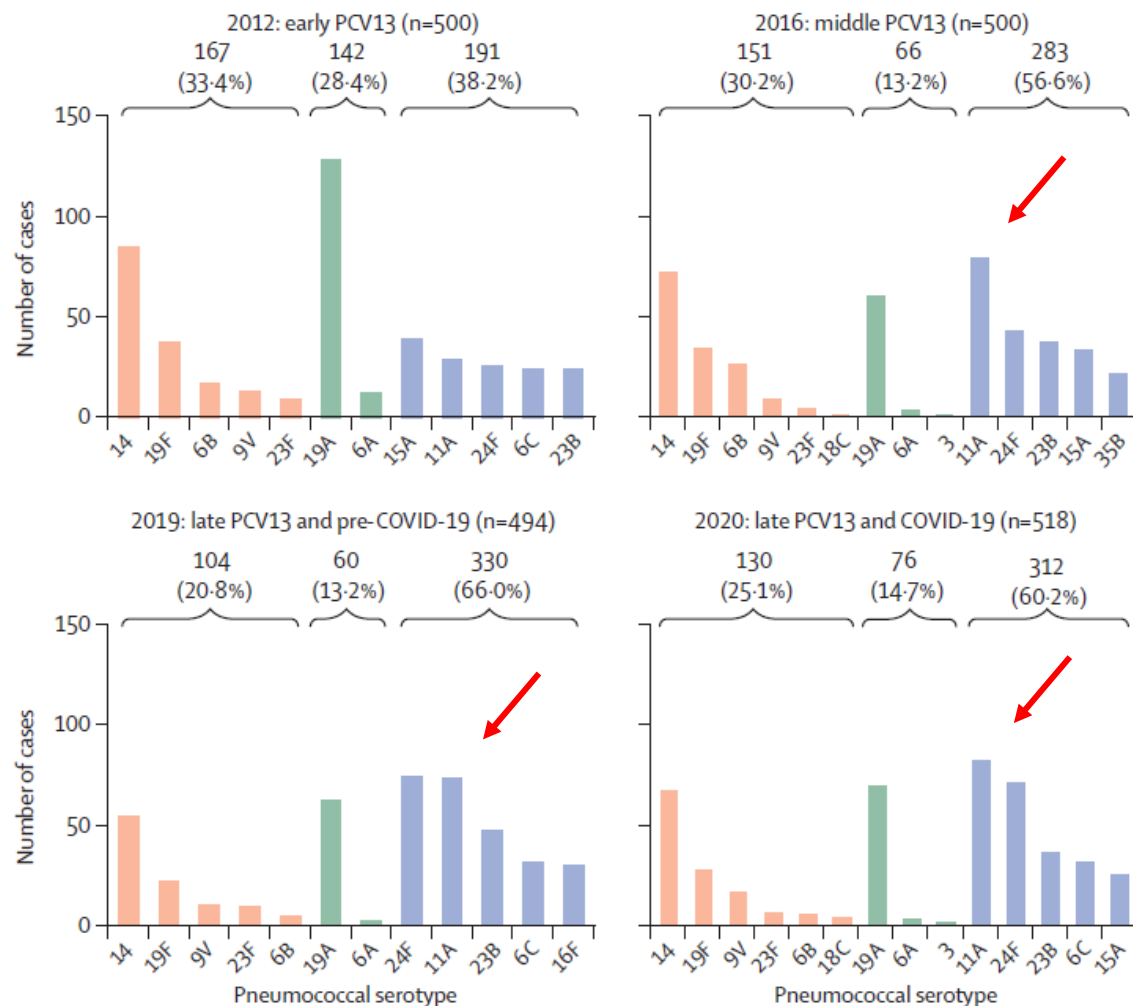 2012: early PCV13 (n=500)
167 142 191
(33·4%) (28·4%) (38·2%)
150
100
50
0
Number of cases
14 19F 6B 9V 23F 19A 6A 15A 11A 24F 6C 23B
2016: middle PCV13 (n=500)
151 66 283
(30·2%) (13·2%) (56·6%)
14 19F 6B 9V 23F 18C 19A 6A 3 11A 24F 23B 15A 35B
2019: late PCV13 and pre-COVID-19 (n=494)
104 60 330
(20·8%) (13·2%) (66·0%)
150
100
50
0
Number of cases
14 19F 9V 23F 6B 19A 6A 24F 11A 23B 6C 16F
Pneumococcal serotype
2020: late PCV13 and COVID-19 (n=518)
130 76 312
(25·1%) (14·7%) (60·2%)
14 19F 9V 23F 6B 18C 19A 6A 3 11A 24F 23B 6C 15A
Pneumococcal serotype